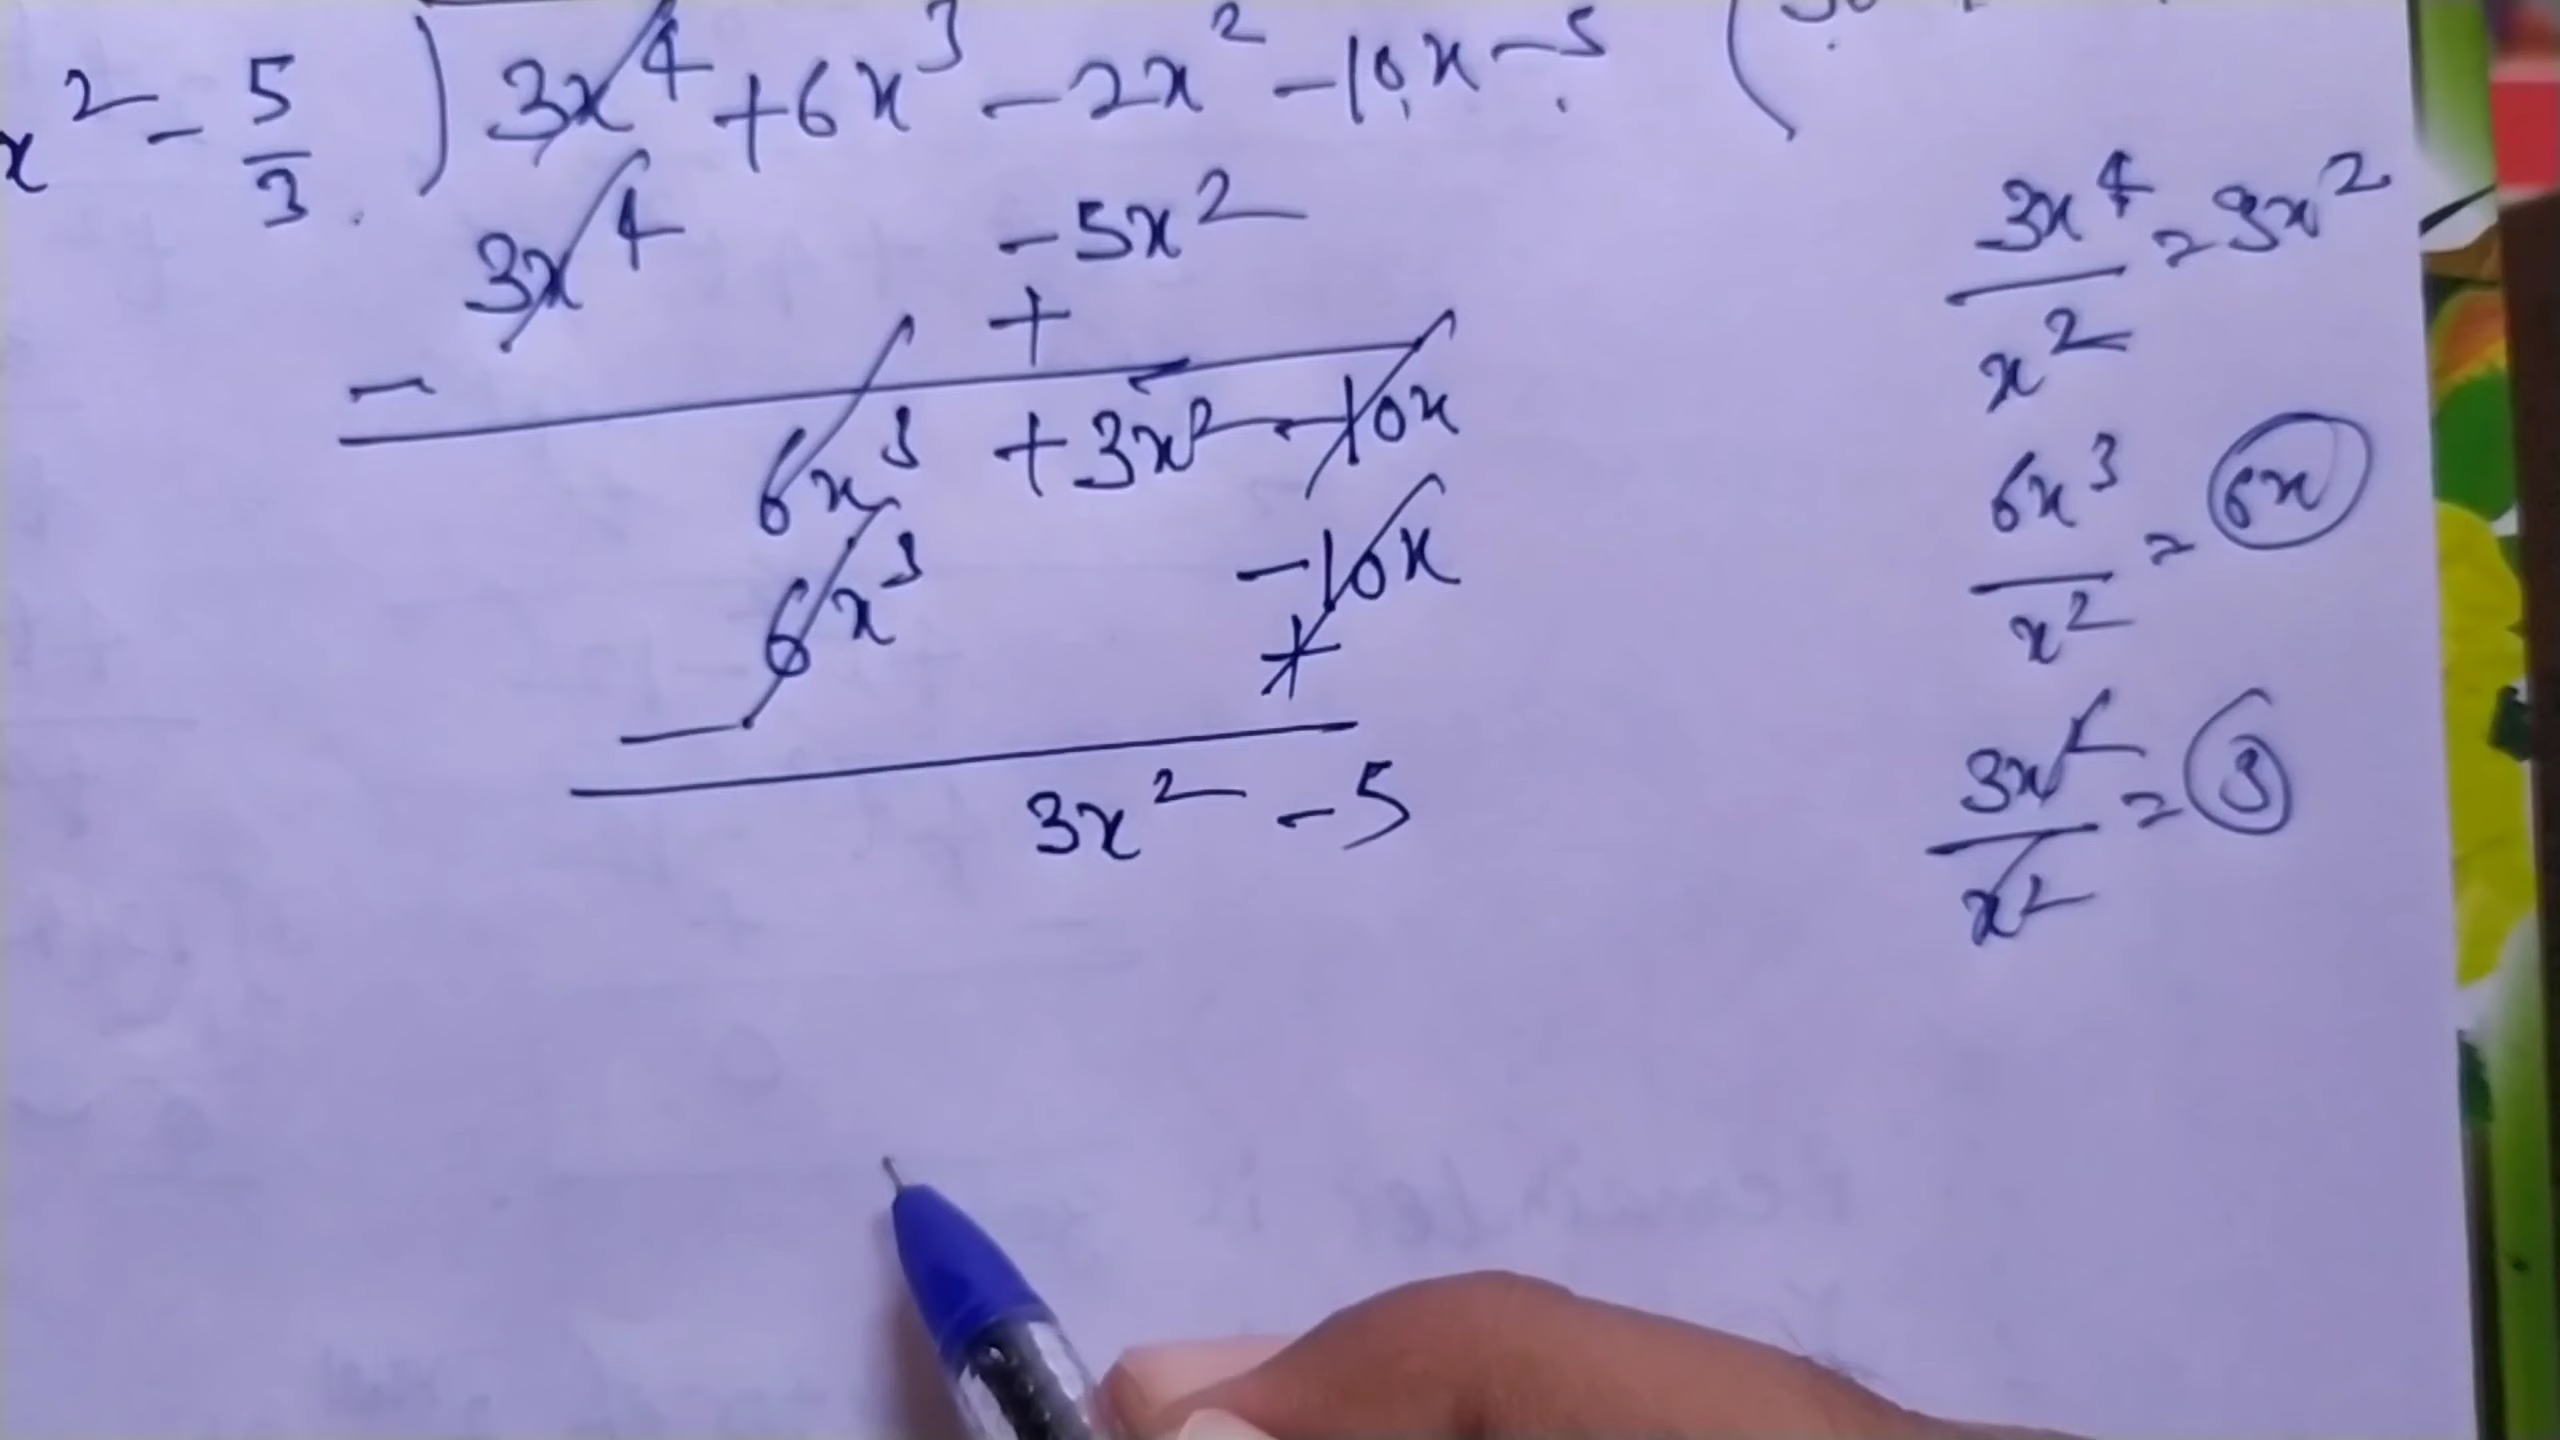 x² - 5/3 ) 3x⁴ + 6x³ - 2x² - 10x - 5 (
3x⁴ - 5x²
- +
6x³ + 3x² - 10x
6x³ - 10x
- +
3x² - 5
3x⁴/x² = 3x²
6x³/x² = 6x
3x²/x² = 3